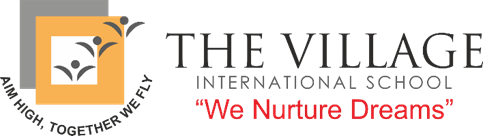 AIM HIGH, TOGETHER WE FLY
THE VILLAGE
INTERNATIONAL SCHOOL
“We Nurture Dreams”